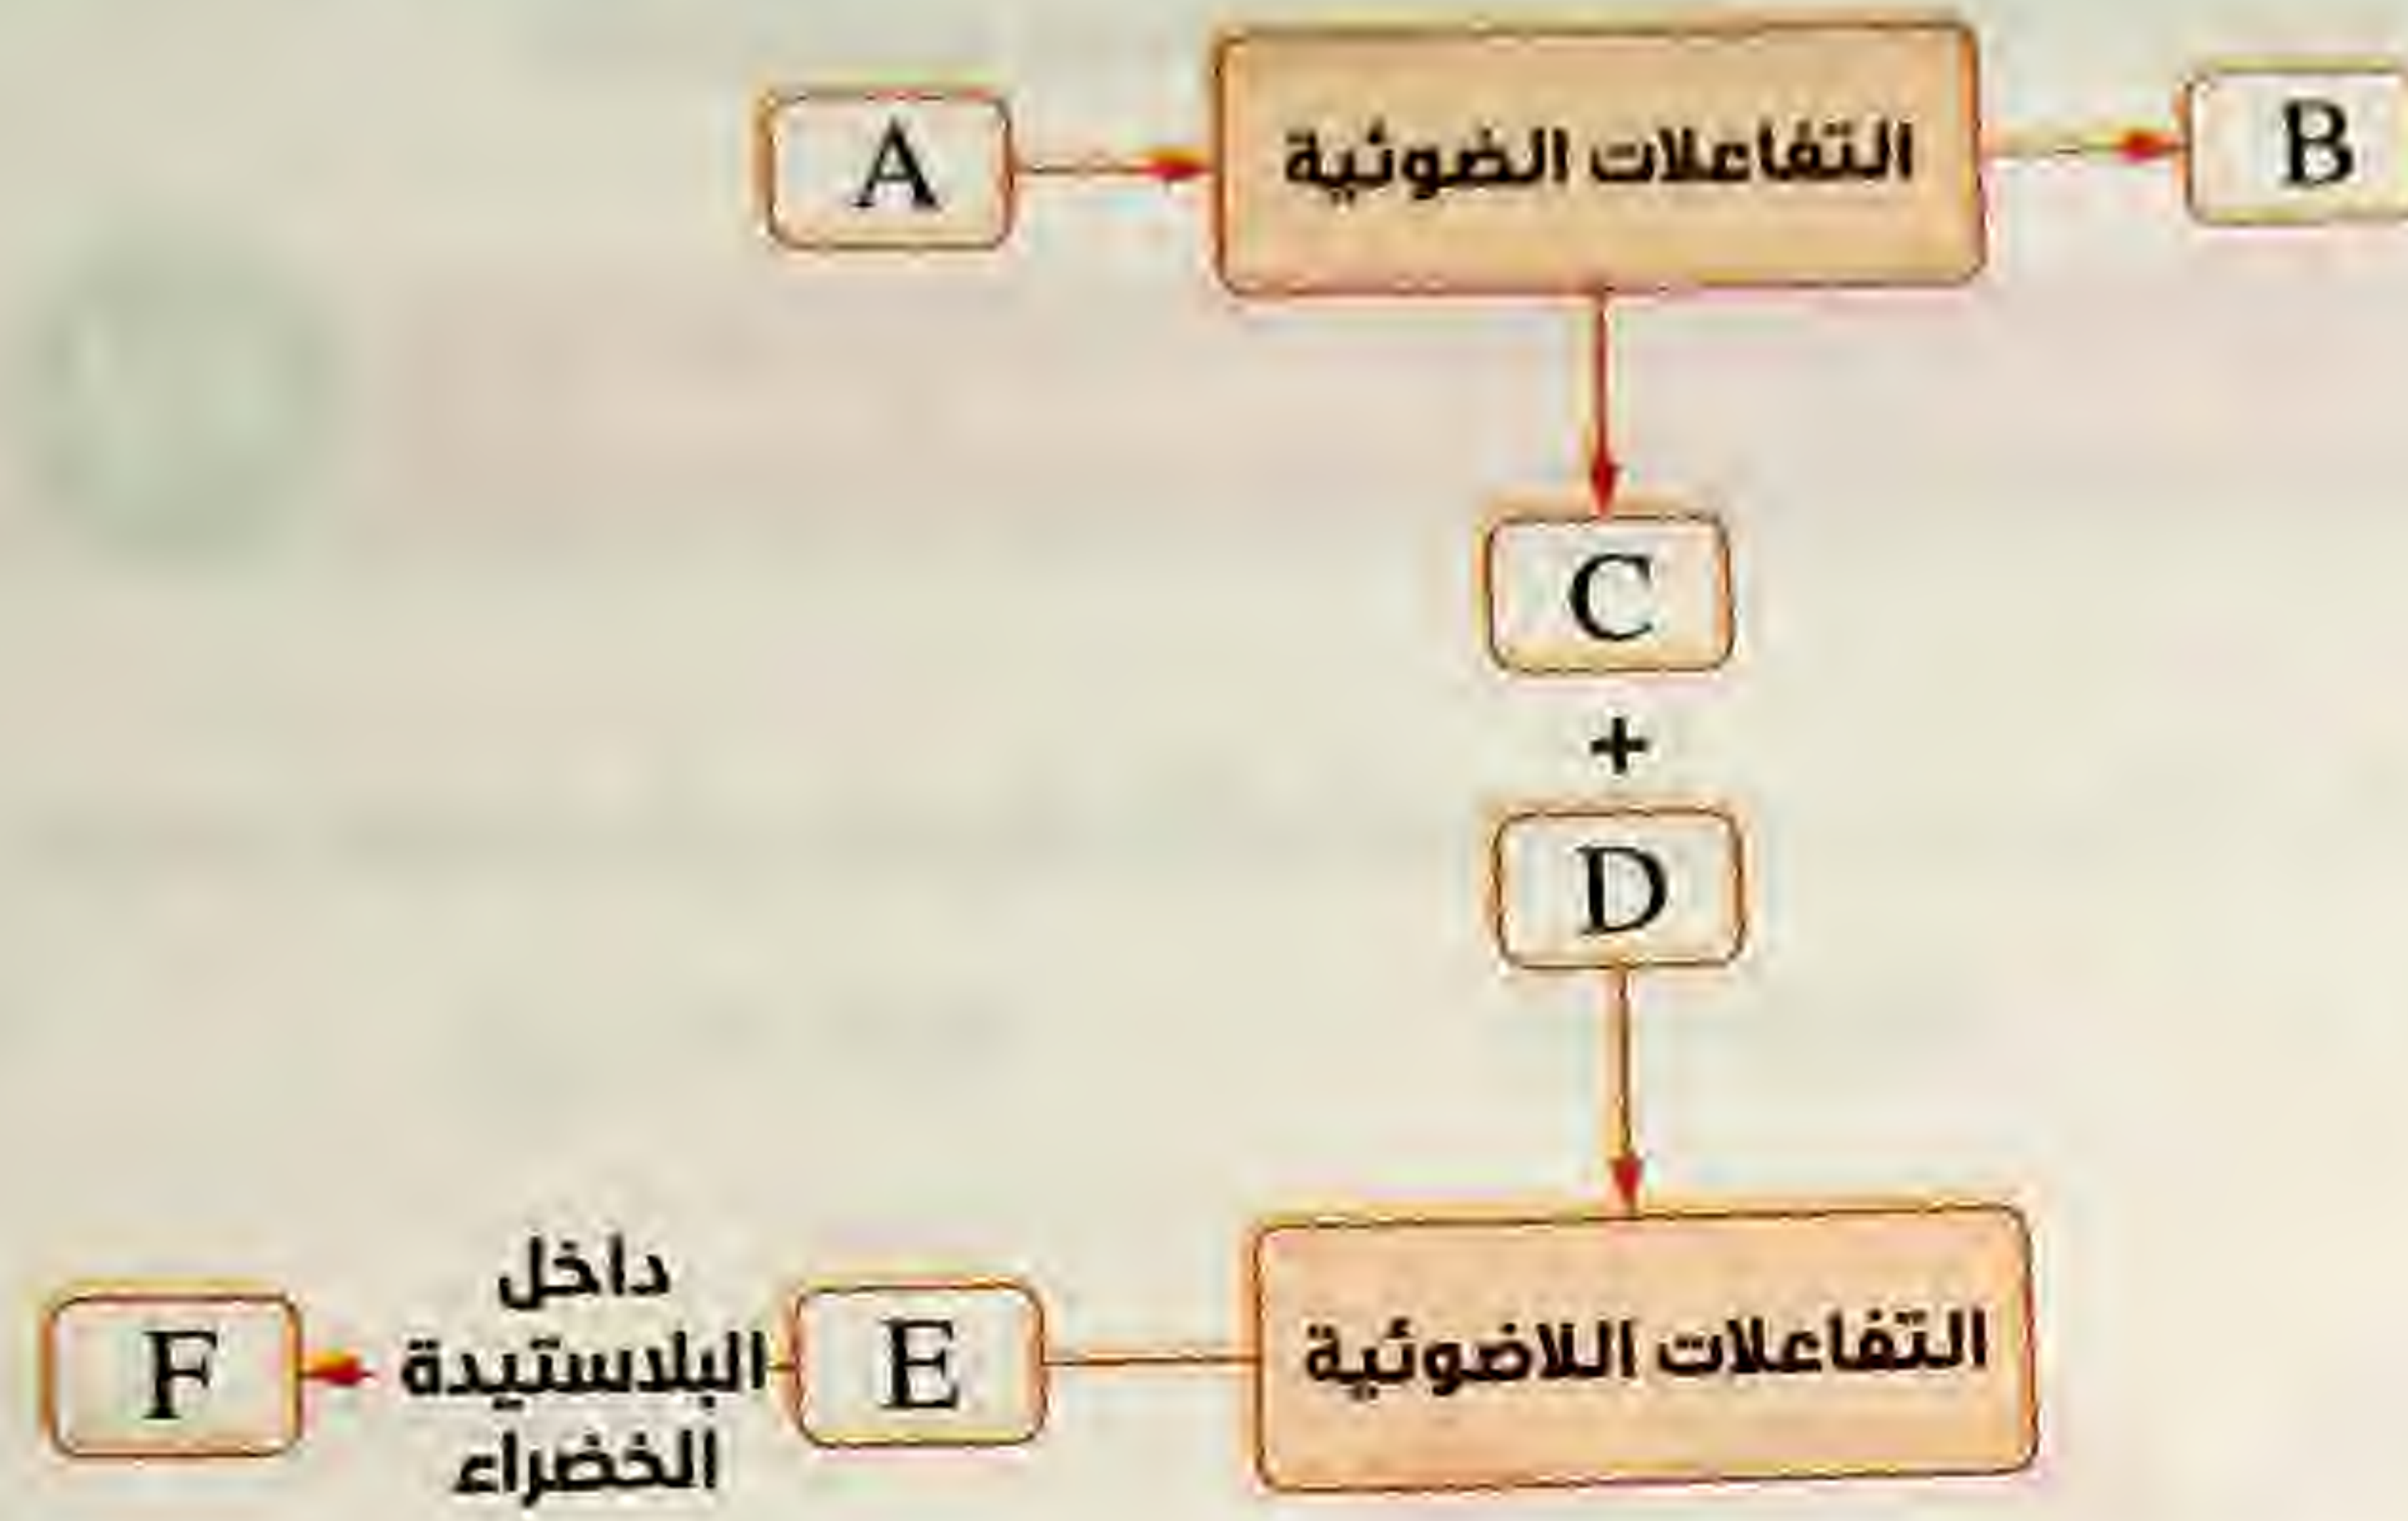 A
التفاعلات الضوئية
B
C
+
D
التفاعلات اللاضوئية
E
داخل
البلاستيدة
الخضراء
F